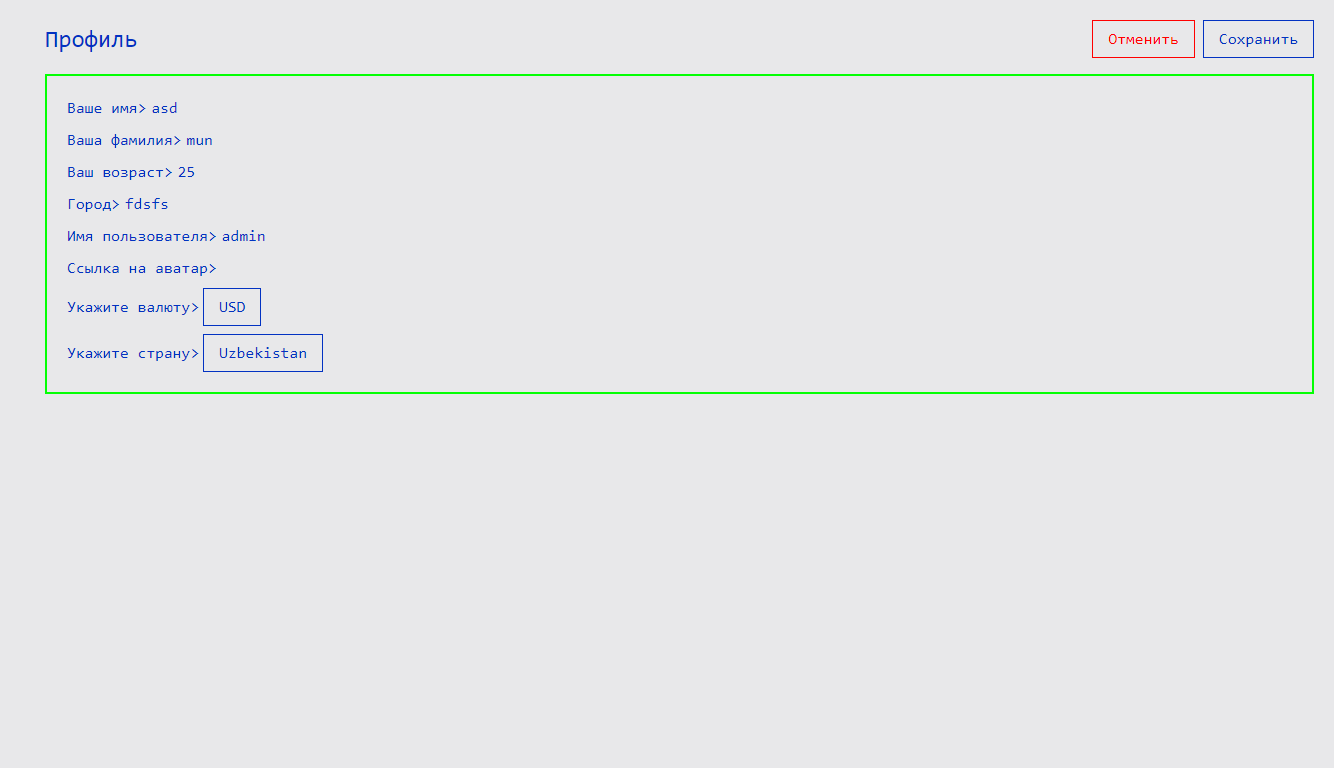 Профиль
Отменить
Сохранить
Ваше имя> asd
Ваша фамилия> mun
Ваш возраст> 25
Город> fdsfs
Имя пользователя> admin
Ссылка на аватар>
Укажите валюту> USD
Укажите страну> Uzbekistan